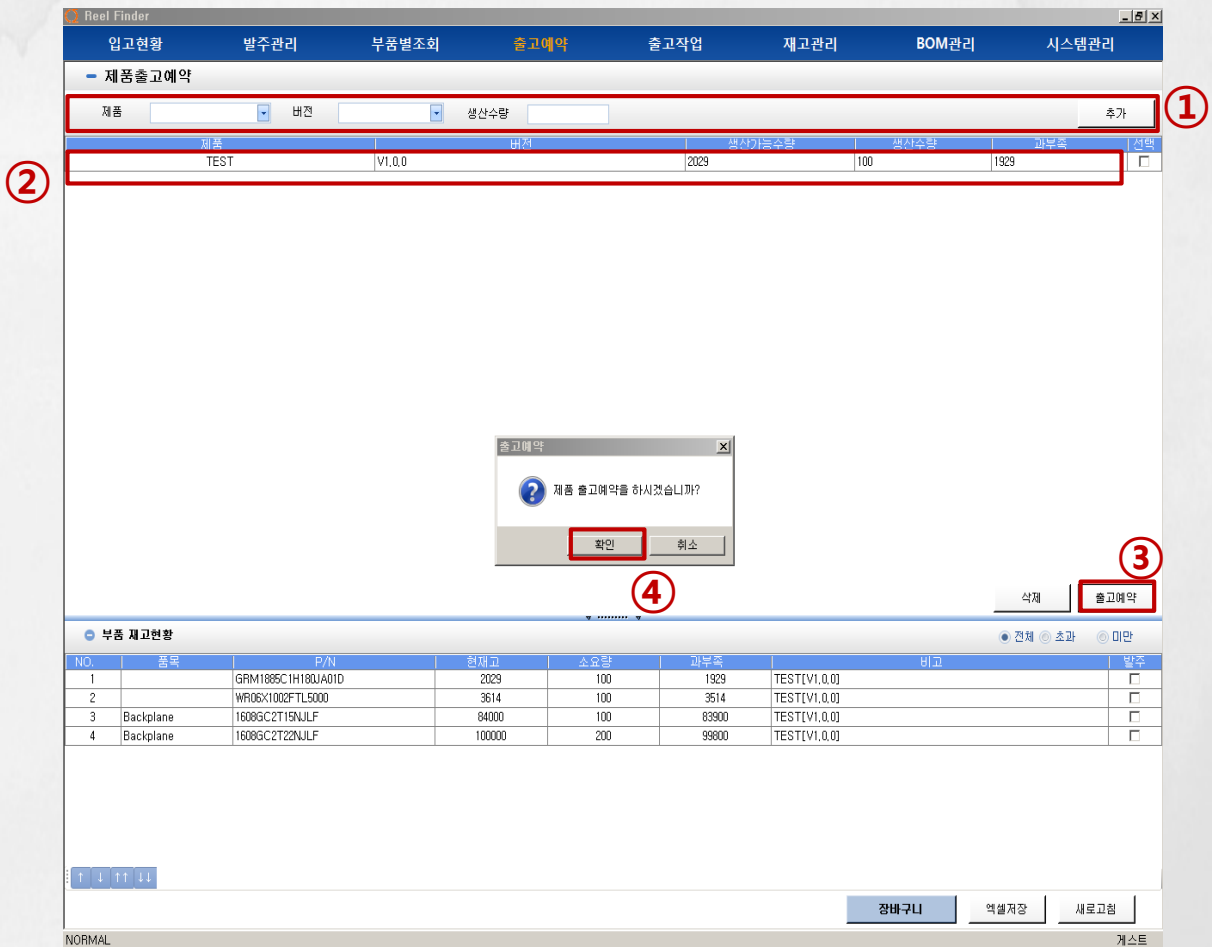 Reel Finder
입고현황 발주관리 부품별조회 출고예약 출고작업 재고관리 BOM관리 시스템관리
제품출고예약
제품 버전 생산수량 추가 ①
제품 버전 생산가능수량 생산수량 과부족 선택
TEST V1.0.0 2029 100 1929
②
출고예약
제품 출고예약을 하시겠습니까?
확인 취소
④
③
삭제 출고예약
부품 재고현황 전체 초과 미만
NO. 품목 P/N 현재고 소요량 과부족 비고 발주
1 GRM1885C1H180JA01D 2029 100 1929 TEST[V1.0.0]
2 WR06X1002FTL5000 3614 100 3514 TEST[V1.0.0]
3 Backplane 1608GC2T15NJLF 84000 100 83900 TEST[V1.0.0]
4 Backplane 1608GC2T22NJLF 100000 200 99800 TEST[V1.0.0]
↑ ↓ ↑↑ ↓↓
장바구니 엑셀저장 새로고침
NORMAL 게스트